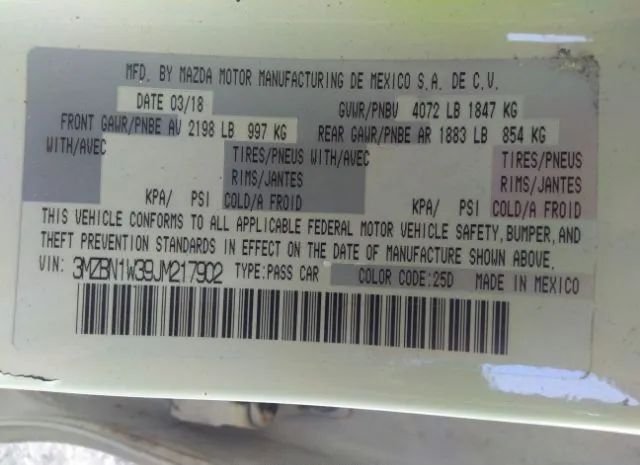 MFD. BY MAZDA MOTOR MANUFACTURING DE MEXICO S.A. DE C.V.
DATE 03/18 GVWR/PNBV 4072 LB 1847 KG
FRONT GAWR/PNBE AV 2198 LB 997 KG REAR GAWR/PNBE AR 1883 LB 854 KG
WITH/AVEC TIRES/PNEUS WITH/AVEC TIRES/PNEUS
RIMS/JANTES RIMS/JANTES
KPA/ PSI COLD/A FROID KPA/ PSI COLD/A FROID
THIS VEHICLE CONFORMS TO ALL APPLICABLE FEDERAL MOTOR VEHICLE SAFETY, BUMPER, AND
THEFT PREVENTION STANDARDS IN EFFECT ON THE DATE OF MANUFACTURE SHOWN ABOVE.
VIN: 3MZBN1W39JM217902 TYPE:PASS CAR COLOR CODE:25D MADE IN MEXICO